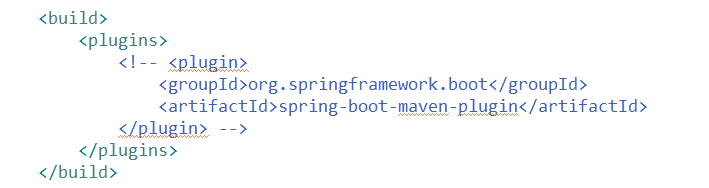 <build>
<plugins>
<!-- <plugin>
<groupId>org.springframework.boot</groupId>
<artifactId>spring-boot-maven-plugin</artifactId>
</plugin> -->
</plugins>
</build>